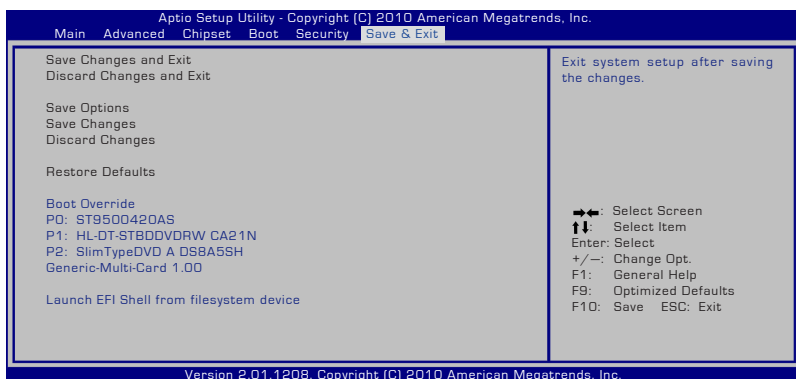 Aptio Setup Utility - Copyright (C) 2010 American Megatrends, Inc.
Main Advanced Chipset Boot Security Save & Exit
Save Changes and Exit
Discard Changes and Exit
Save Options
Save Changes
Discard Changes
Restore Defaults
Boot Override
P0: ST9500420AS
P1: HL-DT-STBDDVDRW CA21N
P2: SlimTypeDVD A DS8A5SH
Generic-Multi-Card 1.00
Launch EFI Shell from filesystem device
Exit system setup after saving
the changes.
→←: Select Screen
↑↓: Select Item
Enter: Select
+/—: Change Opt.
F1: General Help
F9: Optimized Defaults
F10: Save ESC: Exit
Version 2.01.1208. Copyright (C) 2010 American Megatrends, Inc.